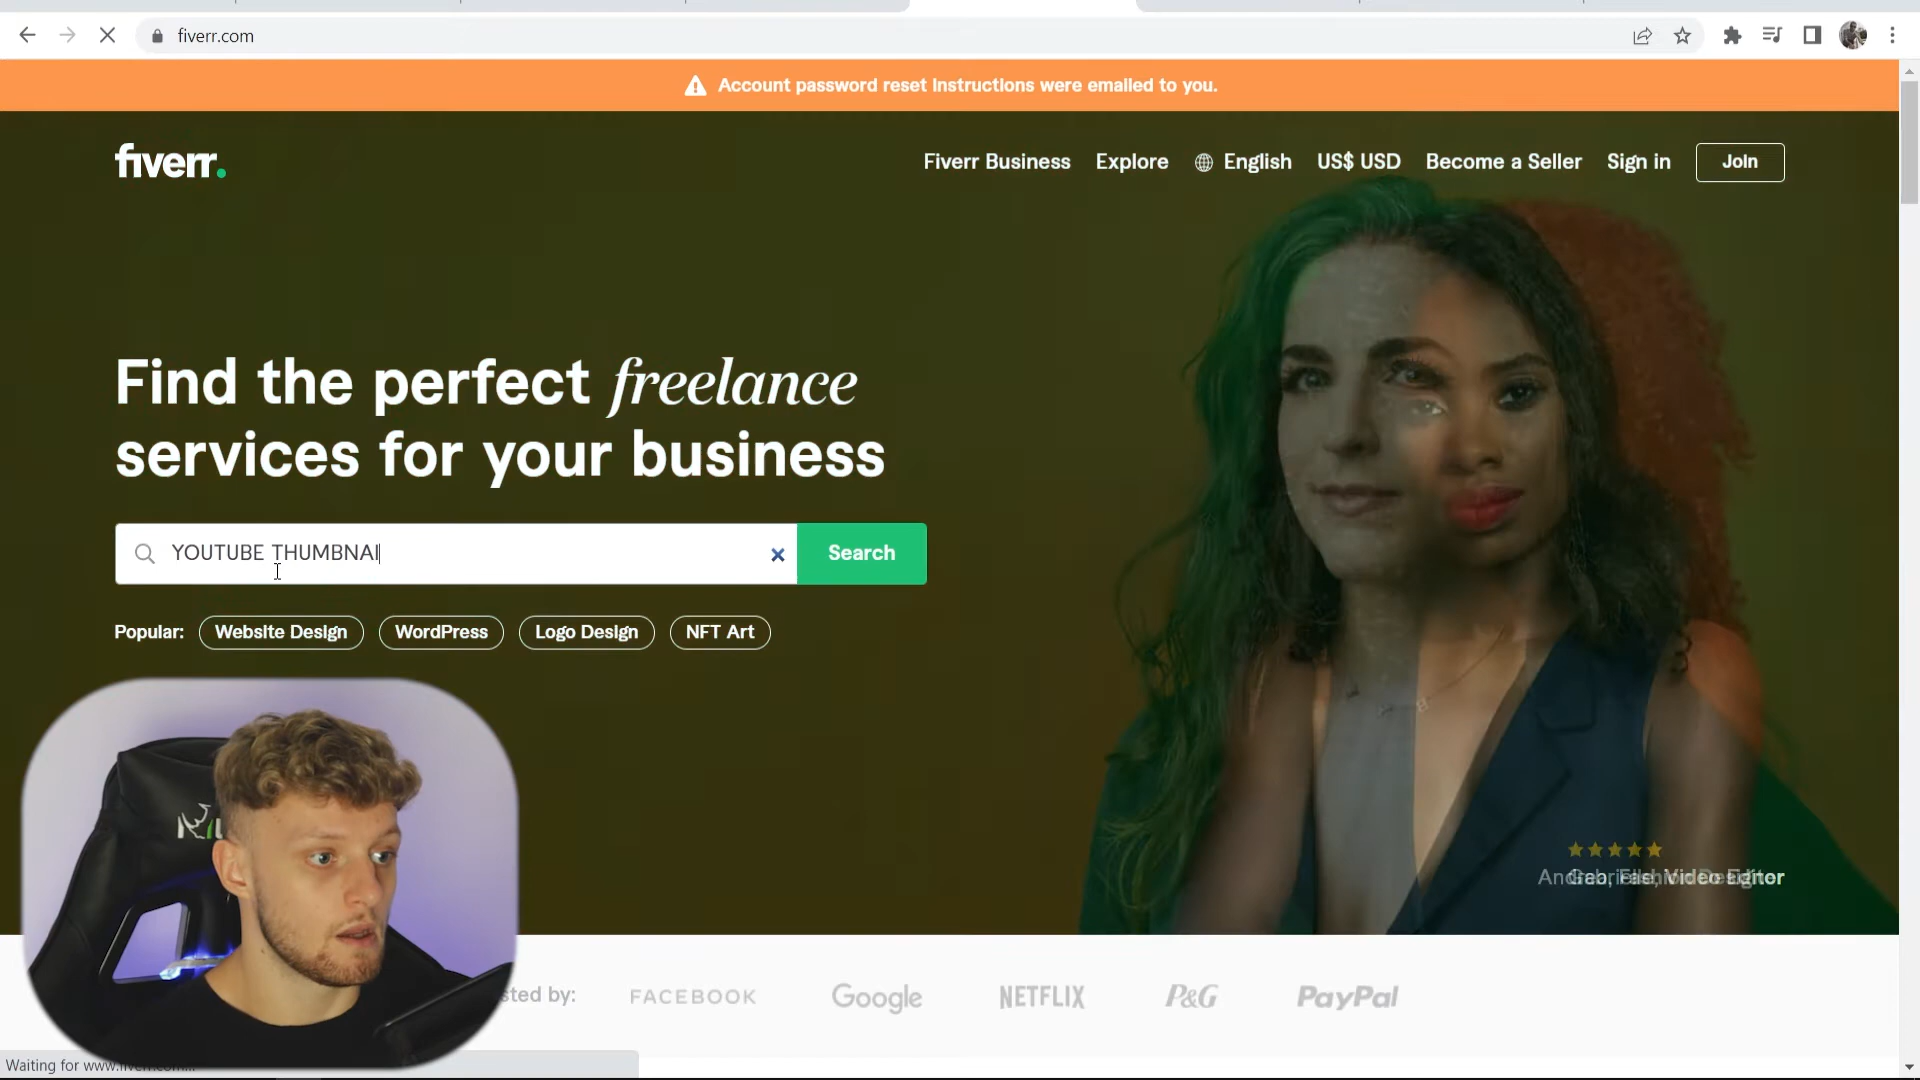 fiverr.com
Account password reset instructions were emailed to you.
fiverr.
Fiverr Business Explore English US$ USD Become a Seller Sign in Join
Find the perfect freelance
services for your business
YOUTUBE THUMBNAI
Search
Popular: Website Design WordPress Logo Design NFT Art
Video Editor
sted by: FACEBOOK Google NETFLIX P&G PayPal
Waiting for www.fiverr.com...